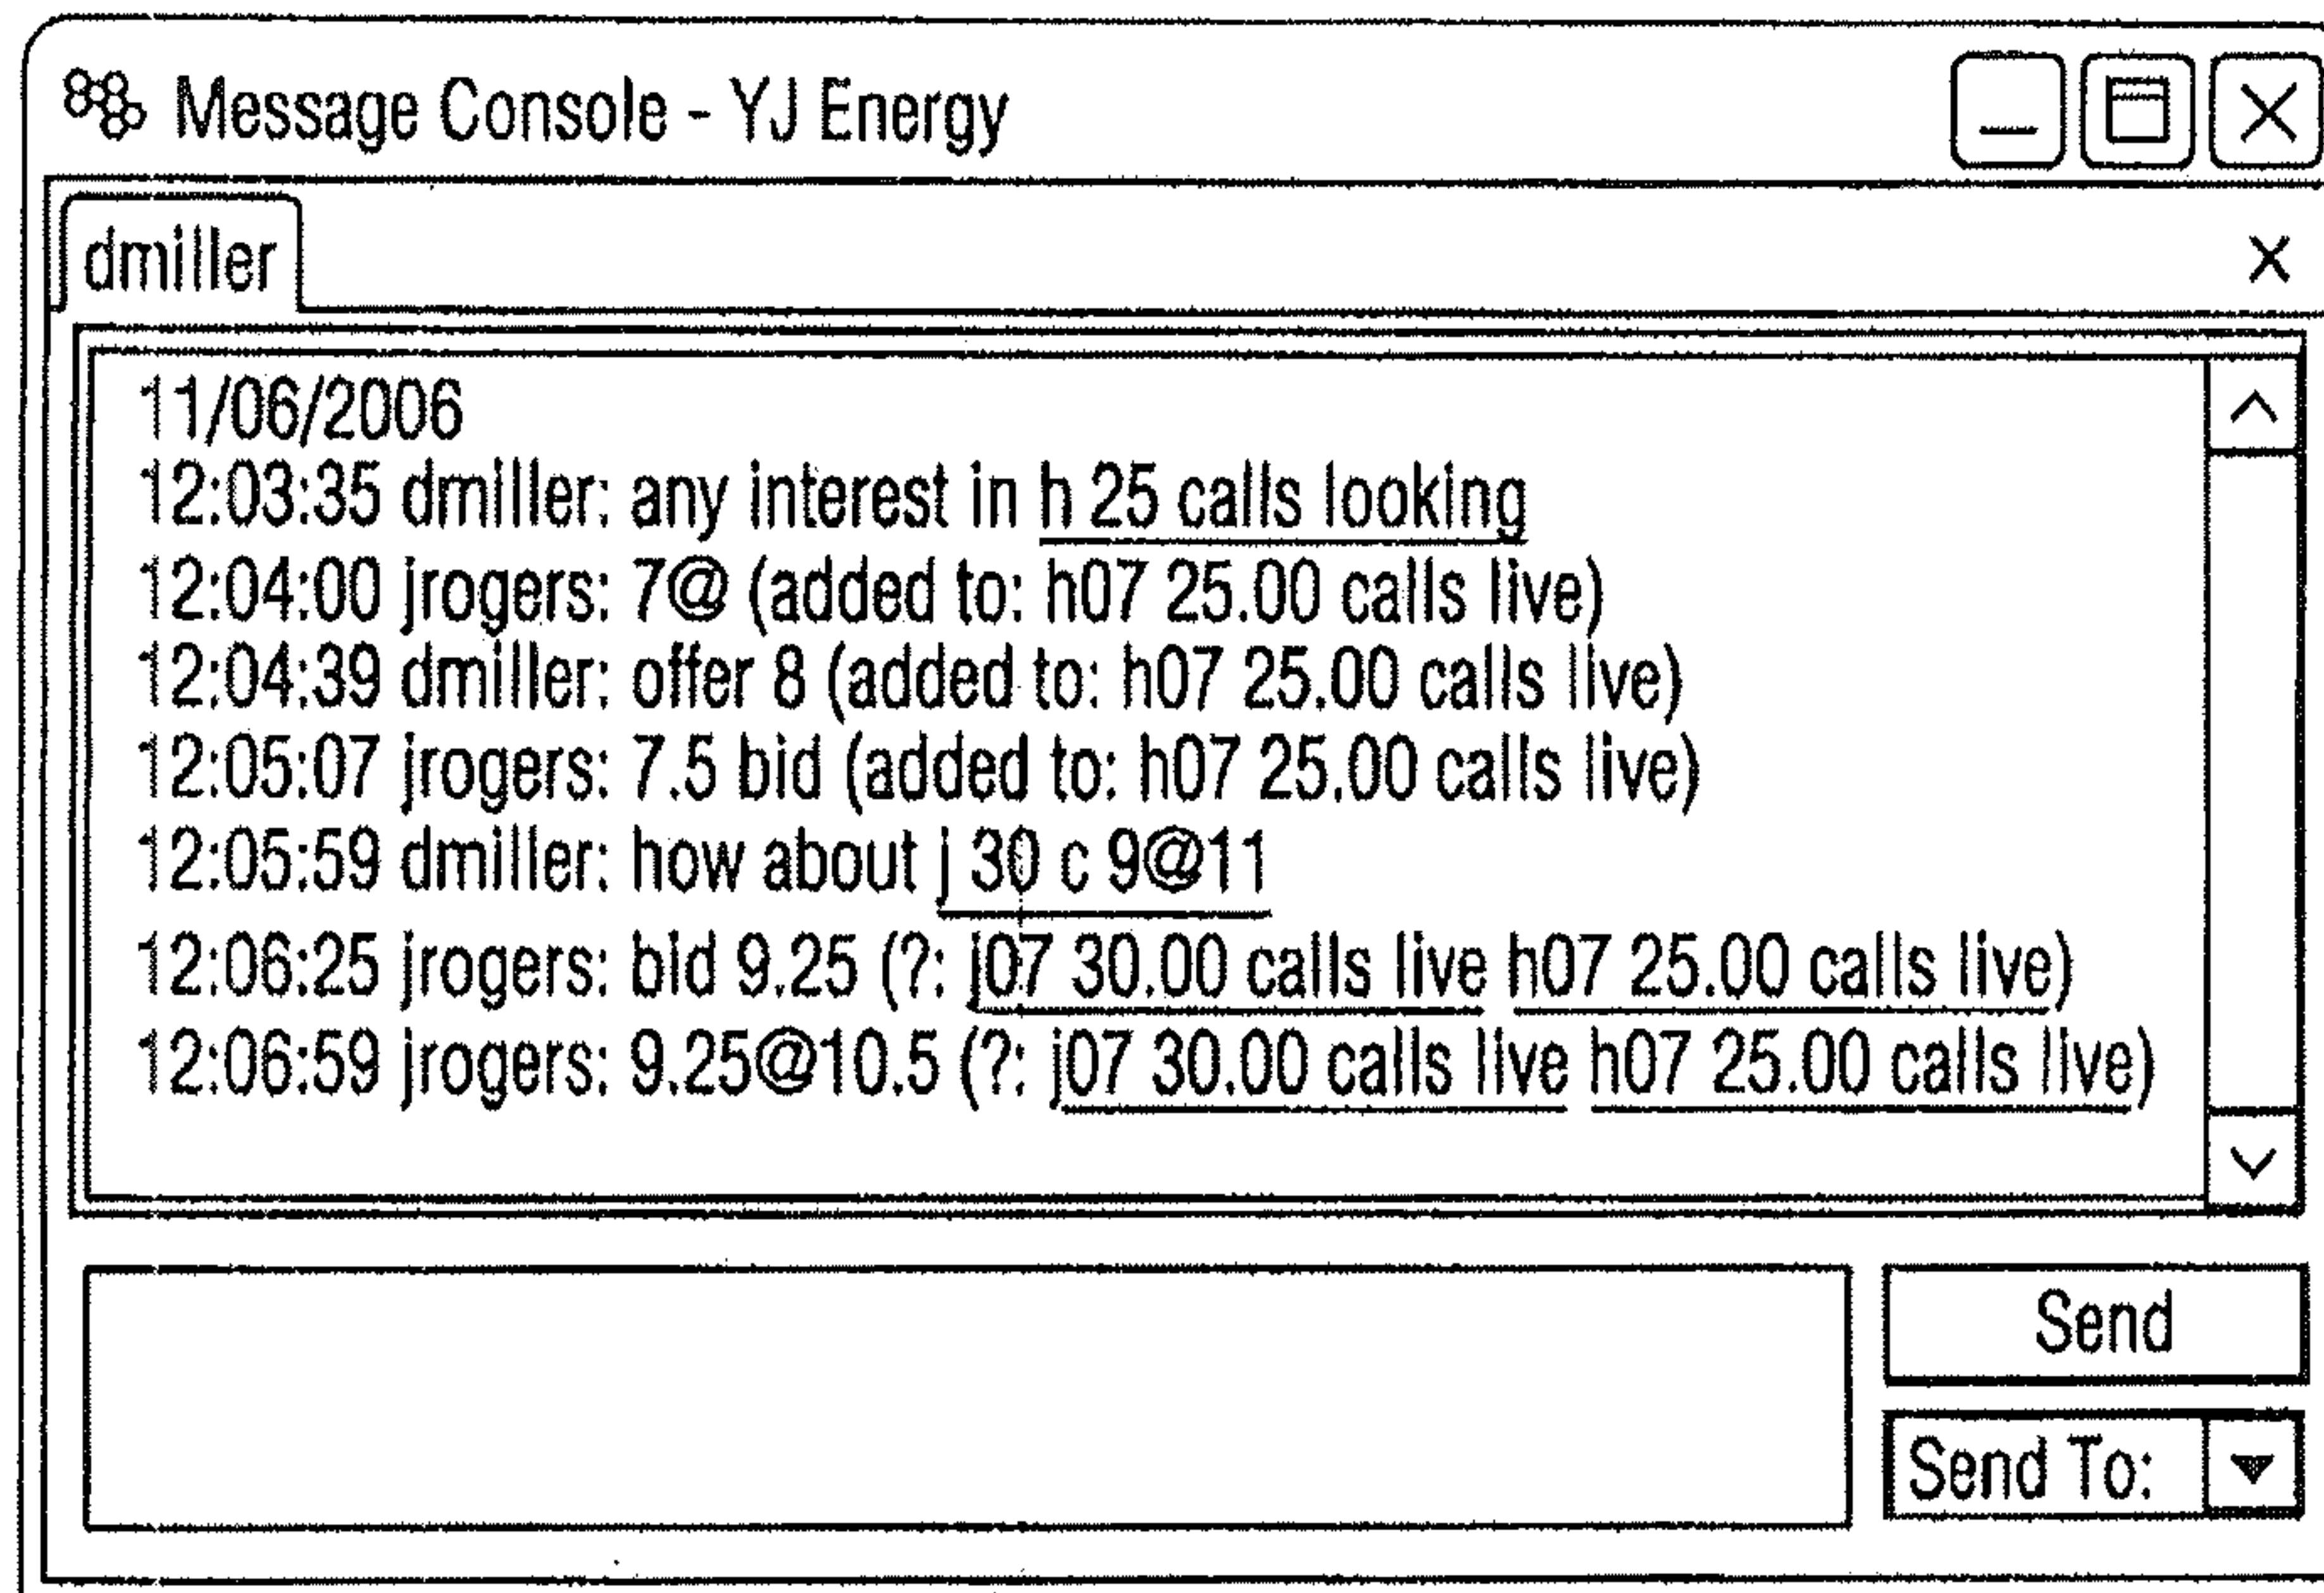 Message Console - YJ Energy
dmiller
11/06/2006
12:03:35 dmiller: any interest in h 25 calls looking
12:04:00 jrogers: 7@ (added to: h07 25.00 calls live)
12:04:39 dmiller: offer 8 (added to: h07 25.00 calls live)
12:05:07 jrogers: 7.5 bid (added to: h07 25.00 calls live)
12:05:59 dmiller: how about j 30 c 9@11
12:06:25 jrogers: bid 9.25 (?: j07 30.00 calls live h07 25.00 calls live)
12:06:59 jrogers: 9.25@10.5 (?: j07 30.00 calls live h07 25.00 calls live)
Send
Send To: